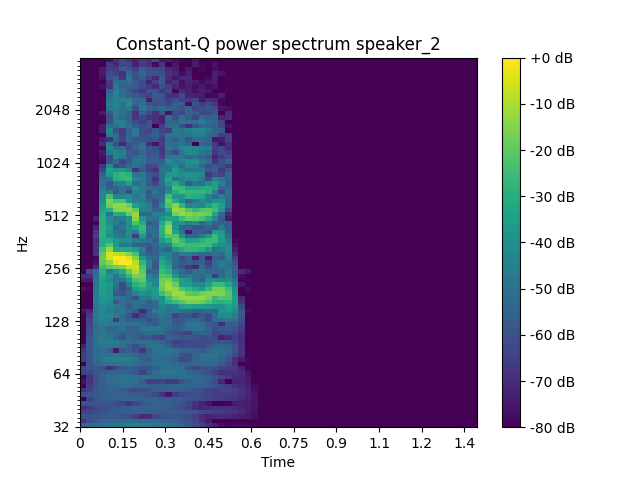 Constant-Q power spectrum speaker_2
+0 dB
-10 dB
-20 dB
-30 dB
-40 dB
-50 dB
-60 dB
-70 dB
-80 dB
2048
1024
512
256
128
64
32
Hz
0 0.15 0.3 0.45 0.6 0.75 0.9 1.1 1.2 1.4
Time